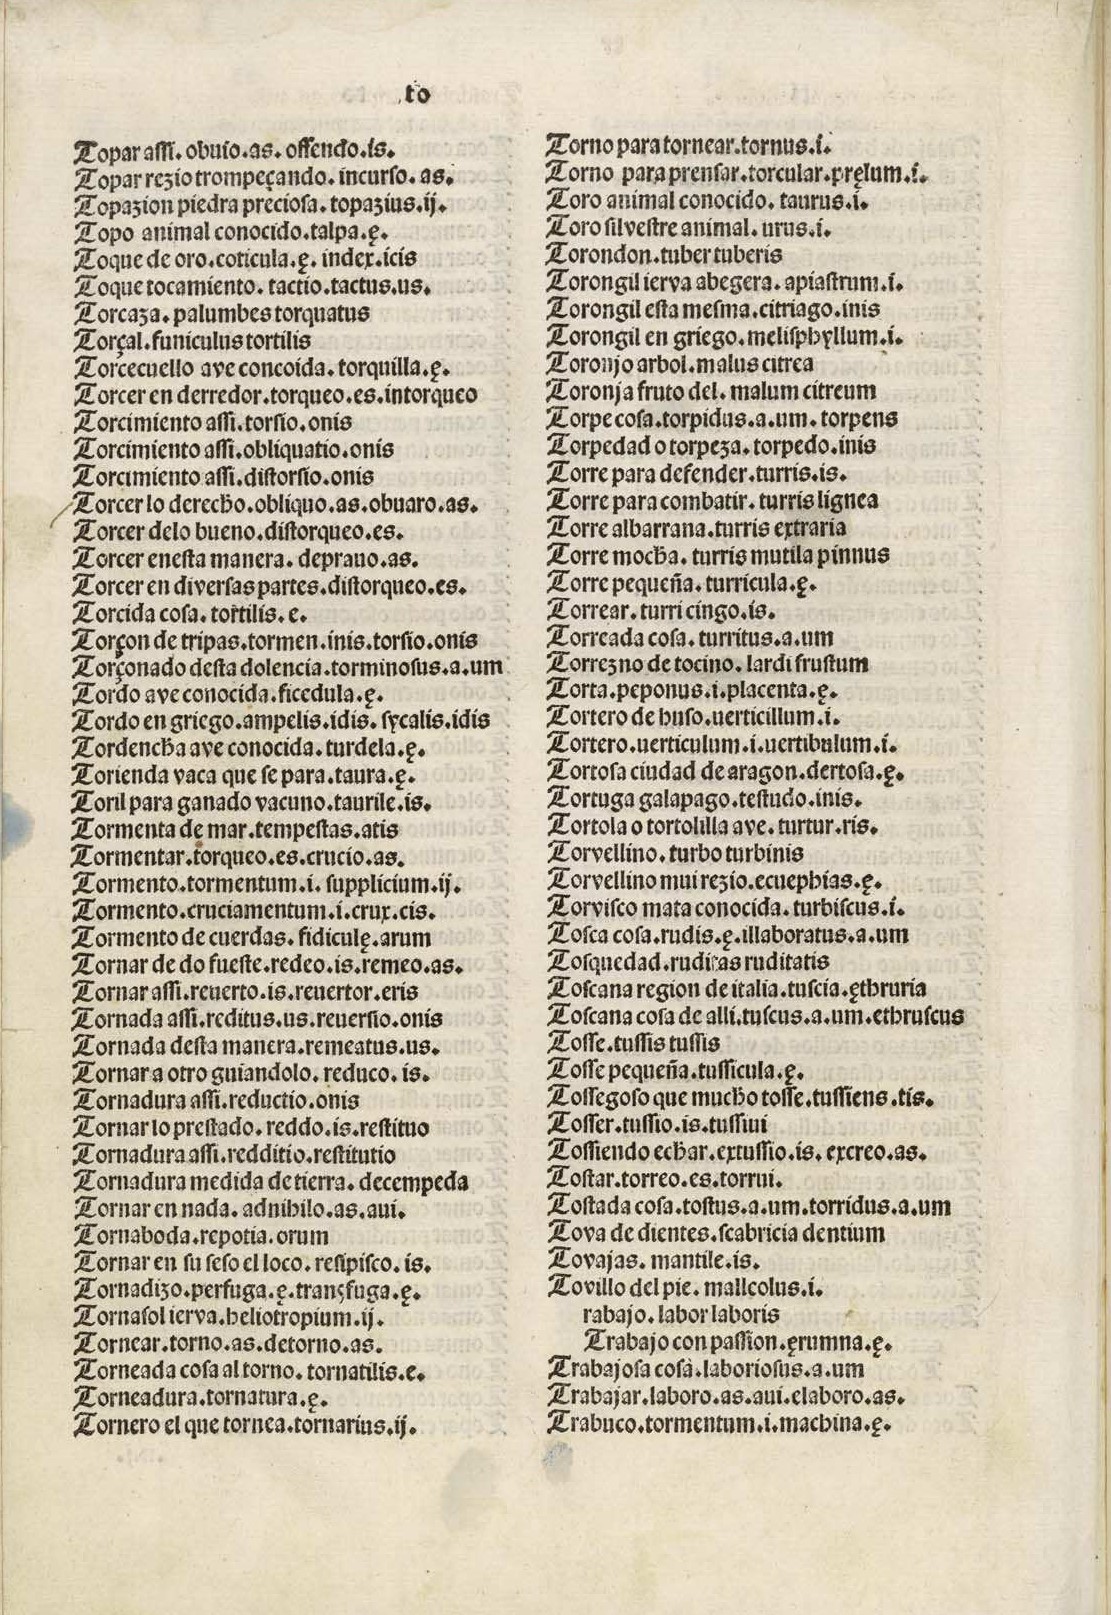 to
Topar assi. obuio.as. offendo.is.
Topar rezio trompeçando. incurso. as.
Topazion piedra preciosa. topazius.ij.
Topo animal conocido.talpa.ę.
Toque de oro.coticula.ę. index.icis
Toque tocamiento. tactio.tactus.us.
Torcaza. palumbes torquatus
Torçal.funiculus tortilis
Torcecuello ave concoida. torquilla.ę.
Torcer en derredor.torqueo.es.intorqueo
Torcimiento assi.torsio.onis
Torcimiento assi.obliquatio.onis
Torcimiento assi.distorsio.onis
Torcer lo derecho.obliquo.as.obuaro.as.
Torcer delo bueno.distorqueo.es.
Torcer enesta manera. deprauo.as.
Torcer en diversas partes.distorqueo.es.
Torcida cosa. tortilis.e.
Torçon de tripas.tormen.inis.torsio.onis
Torçonado desta dolencia.torminosus.a.um
Tordo ave conocida.ficedula.ę.
Tordo en griego.ampelis.idis. sycalis.idis
Tordencha ave conocida.turdela.ę.
Torienda vaca que se para.taura.ę.
Toril para ganado vacuno.taurile.is.
Tormenta de mar.tempestas.atis
Tormentar.torqueo.es.crucio.as.
Tormento.tormentum.i. supplicium.ij.
Tormento.cruciamentum.i.crux.cis.
Tormento de cuerdas. fidiculę.arum
Tornar de do fueste.redeo.is.remeo.as.
Tornar assi.reuerto.is.reuertor.eris
Tornada assi.reditus.us.reuersio.onis
Tornada desta manera.remeatus.us.
Tornar a otro guiandolo. reduco. is.
Tornadura assi.reductio.onis
Tornar lo prestado. reddo.is.restituo
Tornadura assi.redditio.restitutio
Tornadura medida de tierra. decempeda
Tornar en nada. adnihilo.as.aui.
Tornaboda.repotia.orum
Tornar en su seso el loco. resipisco. is.
Tornadizo.perfuga.ę.transfuga.ę.
Tornasol ierva.heliotropium.ij.
Tornear.torno.as.detorno.as.
Torneada cosa al torno. tornatilis.e.
Torneadura.tornatura.ę.
Tornero el que tornea.tornarius.ij.
Torno para tornear.tornus.i.
Torno para prensar.torcular.pręlum.i.
Toro animal conocido. taurus.i.
Toro silvestre animal. urus.i.
Torondon.tuber tuberis
Torongil ierva abegera. apiastrum.i.
Torongil esta mesma.citriago.inis
Torongil en griego.melisphyllum.i.
Toronjo arbol.malus citrea
Toronja fruto del. malum citreum
Torpe cosa.torpidus.a.um. torpens
Torpedad o torpeza. torpedo.inis
Torre para defender.turris.is.
Torre para combatir. turris lignea
Torre albarrana.turris extraria
Torre mocha. turris mutila pinnus
Torre pequeña. turricula.ę.
Torrear. turri cingo.is.
Torreada cosa. turritus.a.um
Torrezno de tocino. lardi frustum
Torta.peponus.i.placenta.ę.
Tortero de huso.uerticillum.i.
Tortero.uerticulum.i.uertibulum.i.
Tortosa ciudad de aragon.dertosa.ę.
Tortuga galapago.testudo.inis.
Tortola o tortolilla ave. turtur.ris.
Torvellino.turbo turbinis
Torvellino mui rezio.ecnephias.ę.
Torvisco mata conocida. turbiscus.i.
Tosca cosa.rudis.ę.illaboratus.a.um
Tosquedad.ruditas ruditatis
Toscana region de italia.tuscia.ęthruria
Toscana cosa de alli.tuscus.a.um.ethruscus
Tosse.tussis tussis
Tosse pequeña.tussicula.ę.
Tossegoso que mucho tosse.tussiens.tis.
Tosser.tussio.is.tussiui
Tossiendo echar.extussio.is. excreo.as.
Tostar.torreo.es.torrui.
Tostada cosa.tostus.a.um.torridus.a.um
Tova de dientes.scabricia dentium
Tovajas. mantile.is.
Tovillo del pie. mallcolus.i.
rabajo.labor laboris
Trabajo con passion.ęrumna.ę.
Trabajosa cosa.laboriosus.a.um
Trabajar.laboro.as.aui.elaboro.as.
Trabuco.tormentum.i.machina.ę.